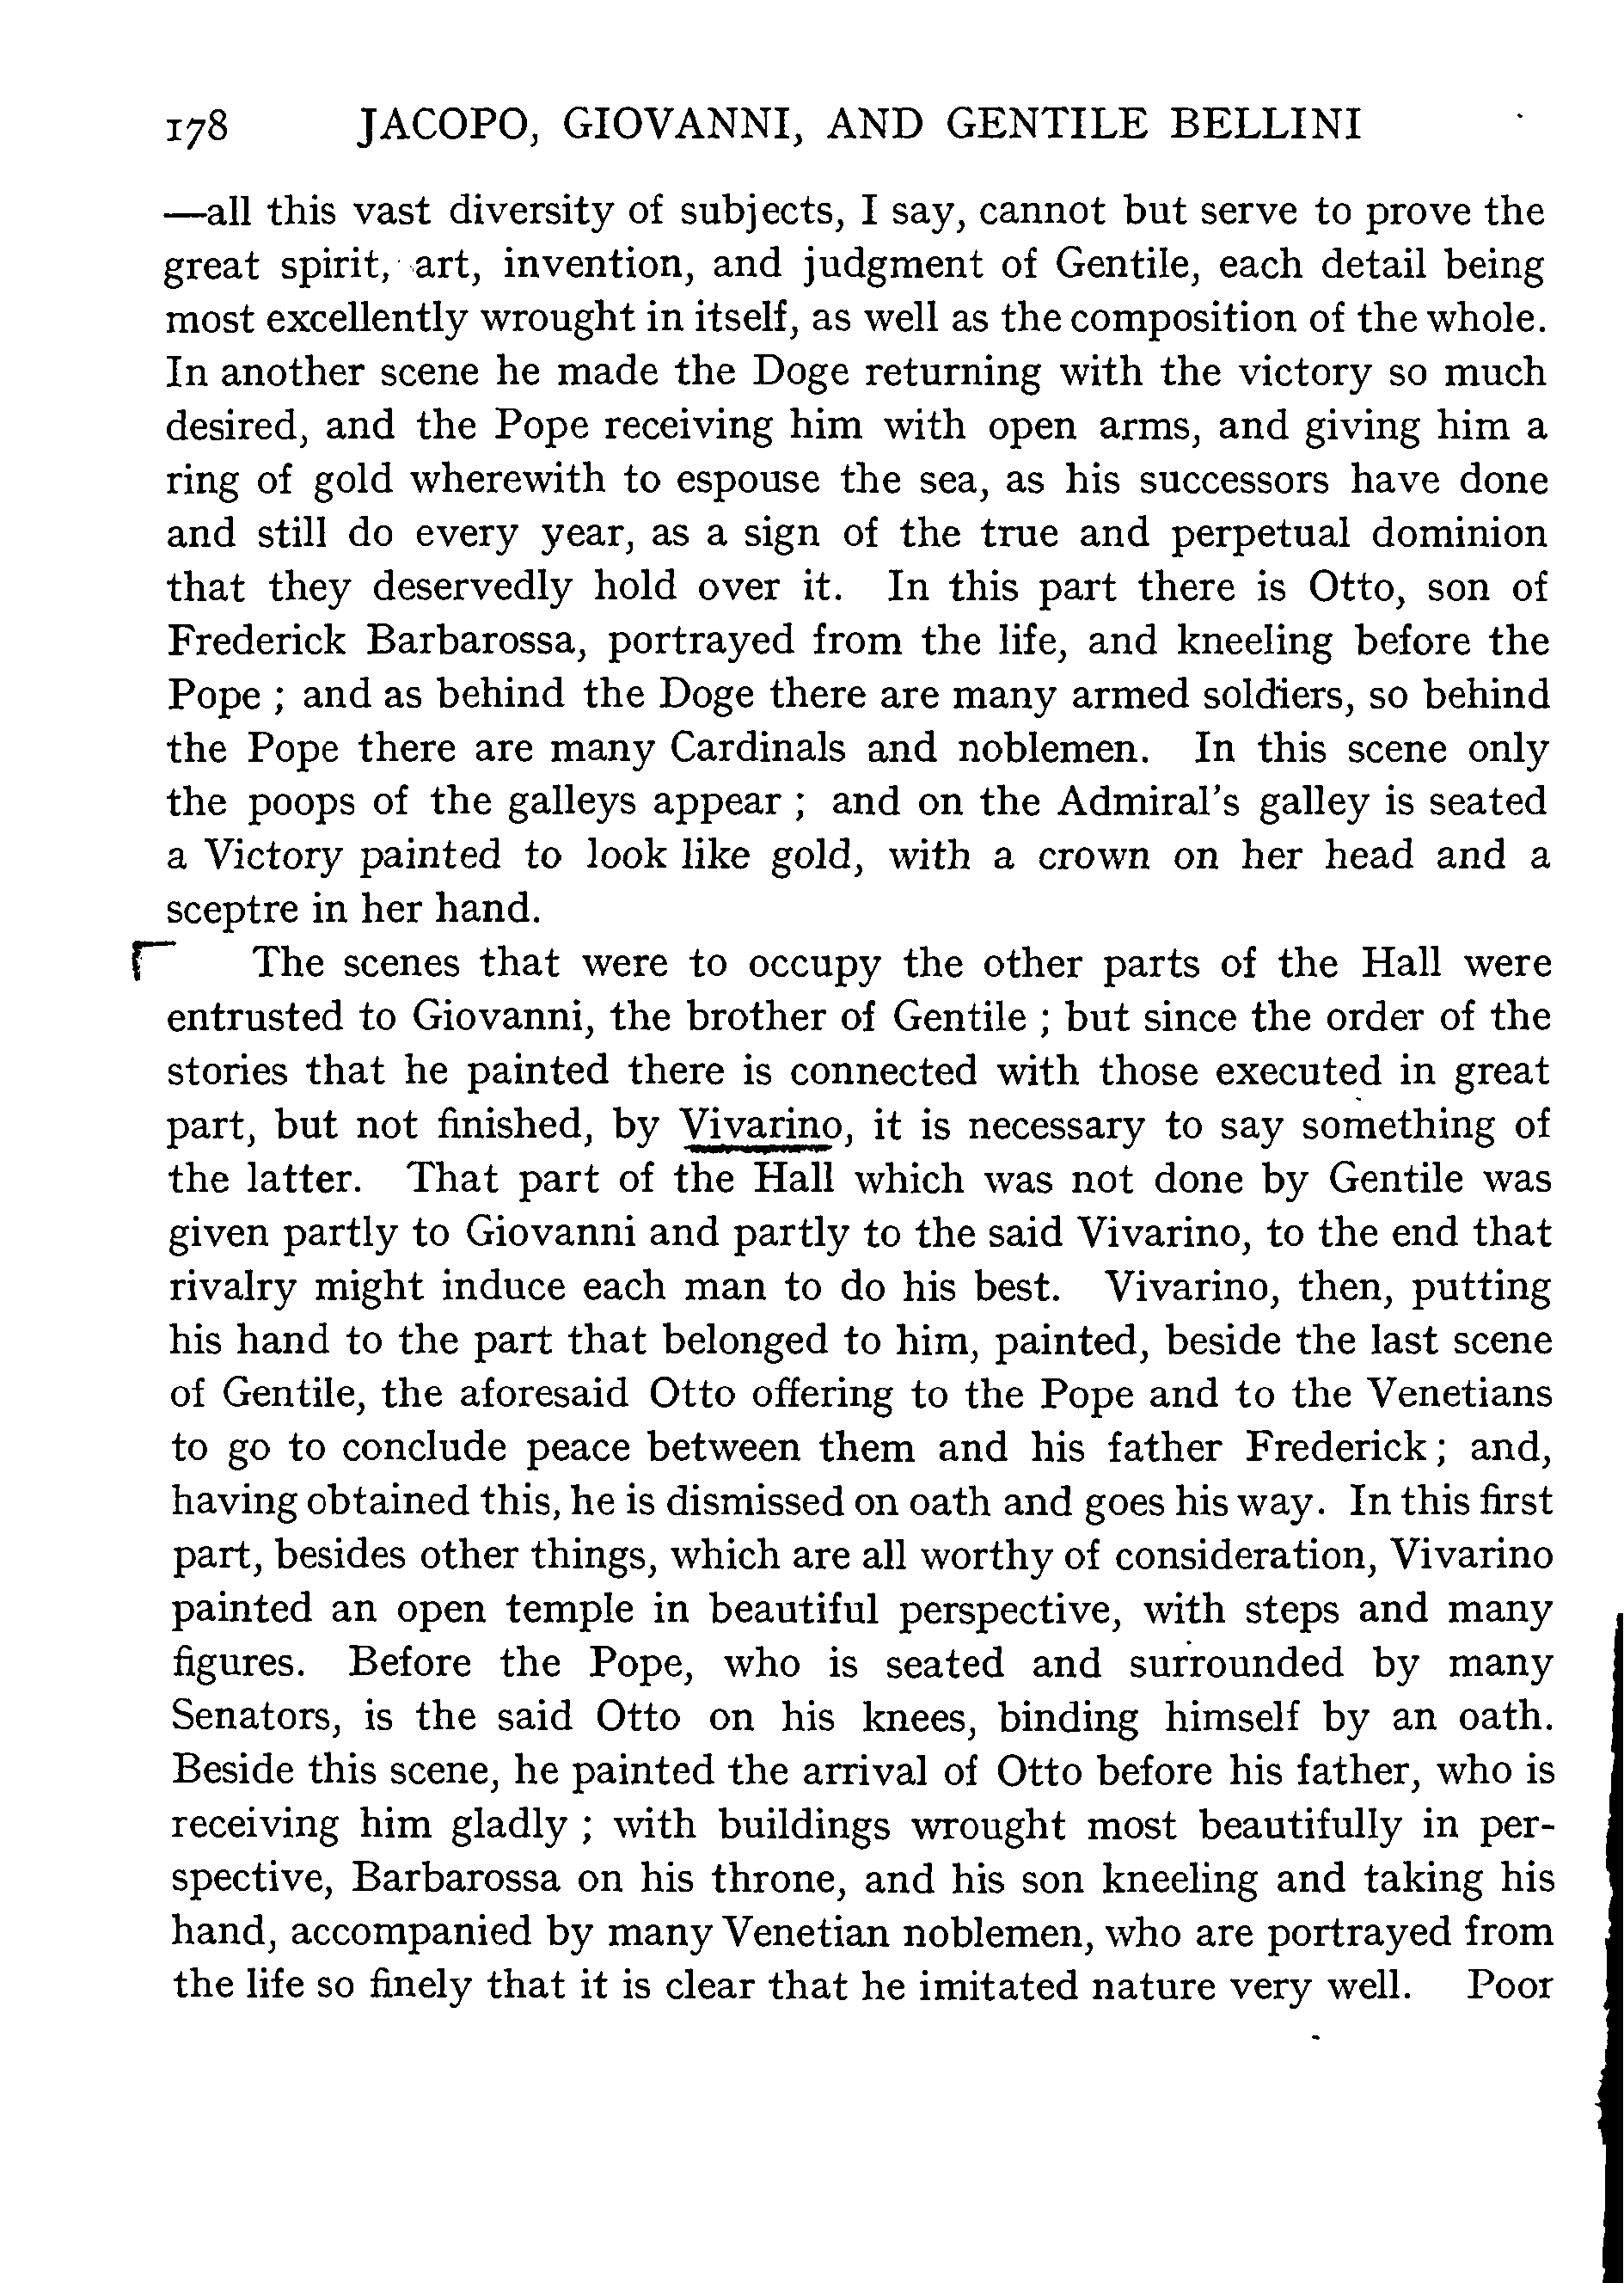 178 JACOPO, GIOVANNI, AND GENTILE BELLINI
—all this vast diversity of subjects, I say, cannot but serve to prove the
great spirit, art, invention, and judgment of Gentile, each detail being
most excellently wrought in itself, as well as the composition of the whole.
In another scene he made the Doge returning with the victory so much
desired, and the Pope receiving him with open arms, and giving him a
ring of gold wherewith to espouse the sea, as his successors have done
and still do every year, as a sign of the true and perpetual dominion
that they deservedly hold over it. In this part there is Otto, son of
Frederick Barbarossa, portrayed from the life, and kneeling before the
Pope ; and as behind the Doge there are many armed soldiers, so behind
the Pope there are many Cardinals and noblemen. In this scene only
the poops of the galleys appear ; and on the Admiral's galley is seated
a Victory painted to look like gold, with a crown on her head and a
sceptre in her hand.
The scenes that were to occupy the other parts of the Hall were
entrusted to Giovanni, the brother of Gentile ; but since the order of the
stories that he painted there is connected with those executed in great
part, but not finished, by Vivarino, it is necessary to say something of
the latter. That part of the Hall which was not done by Gentile was
given partly to Giovanni and partly to the said Vivarino, to the end that
rivalry might induce each man to do his best. Vivarino, then, putting
his hand to the part that belonged to him, painted, beside the last scene
of Gentile, the aforesaid Otto offering to the Pope and to the Venetians
to go to conclude peace between them and his father Frederick ; and,
having obtained this, he is dismissed on oath and goes his way. In this first
part, besides other things, which are all worthy of consideration, Vivarino
painted an open temple in beautiful perspective, with steps and many
figures. Before the Pope, who is seated and surrounded by many
Senators, is the said Otto on his knees, binding himself by an oath.
Beside this scene, he painted the arrival of Otto before his father, who is
receiving him gladly ; with buildings wrought most beautifully in per-
spective, Barbarossa on his throne, and his son kneeling and taking his
hand, accompanied by many Venetian noblemen, who are portrayed from
the life so finely that it is clear that he imitated nature very well. Poor